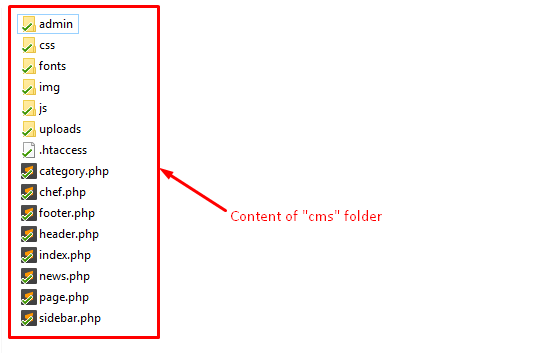 admin
css
fonts
img
js
uploads
.htaccess
category.php
chef.php
footer.php
header.php
index.php
news.php
page.php
sidebar.php
Content of "cms" folder